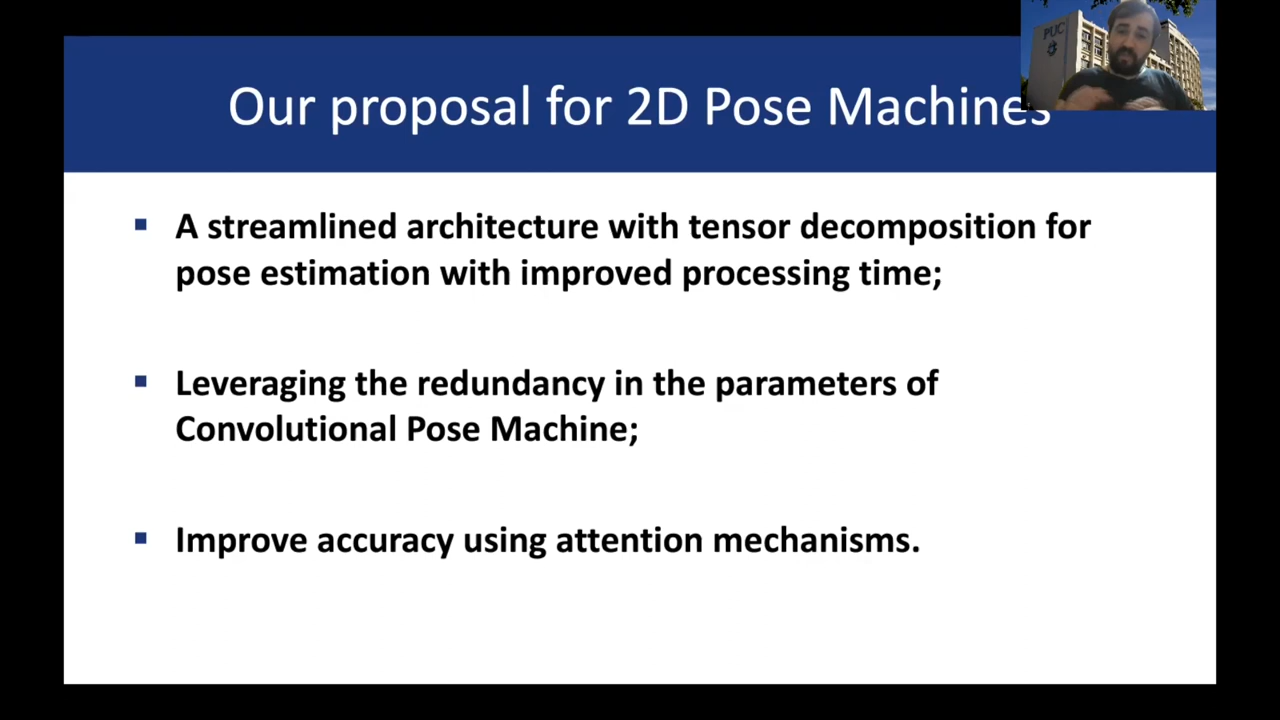 PUC
Our proposal for 2D Pose Machines
▪ A streamlined architecture with tensor decomposition for
pose estimation with improved processing time;
▪ Leveraging the redundancy in the parameters of
Convolutional Pose Machine;
▪ Improve accuracy using attention mechanisms.